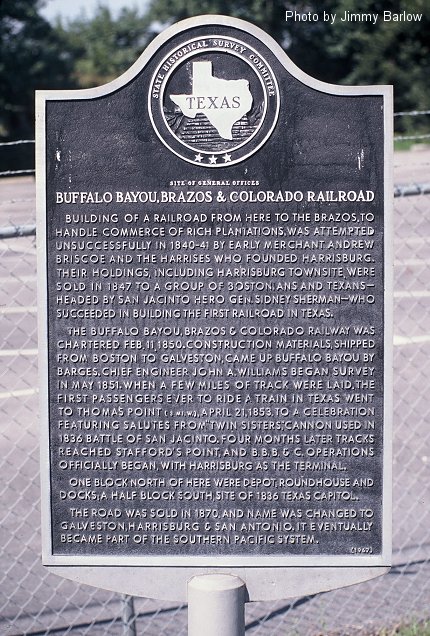 Photo by Jimmy Barlow
STATE HISTORICAL SURVEY COMMITTEE
TEXAS
SITE OF GENERAL OFFICES
BUFFALO BAYOU, BRAZOS & COLORADO RAILROAD
BUILDING OF A RAILROAD FROM HERE TO THE BRAZOS, TO
HANDLE COMMERCE OF RICH PLANTATIONS, WAS ATTEMPTED
UNSUCCESSFULLY IN 1840-41 BY EARLY MERCHANT ANDREW
BRISCOE AND THE HARRISES WHO FOUNDED HARRISBURG.
THEIR HOLDINGS, INCLUDING HARRISBURG TOWNSITE, WERE
SOLD IN 1847 TO A GROUP OF BOSTONIANS AND TEXANS—
HEADED BY SAN JACINTO HERO GEN. SIDNEY SHERMAN—WHO
SUCCEEDED IN BUILDING THE FIRST RAILROAD IN TEXAS.
THE BUFFALO BAYOU, BRAZOS & COLORADO RAILWAY WAS
CHARTERED FEB. 11, 1850. CONSTRUCTION MATERIALS, SHIPPED
FROM BOSTON TO GALVESTON, CAME UP BUFFALO BAYOU BY
BARGES. CHIEF ENGINEER JOHN A. WILLIAMS BEGAN SURVEY
IN MAY 1851. WHEN A FEW MILES OF TRACK WERE LAID, THE
FIRST PASSENGERS EVER TO RIDE A TRAIN IN TEXAS WENT
TO THOMAS POINT ( MI. W.), APRIL 21, 1853, TO A CELEBRATION
FEATURING SALUTES FROM "TWIN SISTERS," CANNON USED IN
1836 BATTLE OF SAN JACINTO. FOUR MONTHS LATER TRACKS
REACHED STAFFORD'S POINT, AND B.B.B. & C. OPERATIONS
OFFICIALLY BEGAN, WITH HARRISBURG AS THE TERMINAL.
ONE BLOCK NORTH OF HERE WERE DEPOT, ROUNDHOUSE AND
DOCKS; A HALF BLOCK SOUTH, SITE OF 1836 TEXAS CAPITOL.
THE ROAD WAS SOLD IN 1870, AND NAME WAS CHANGED TO
GALVESTON, HARRISBURG & SAN ANTONIO. IT EVENTUALLY
BECAME PART OF THE SOUTHERN PACIFIC SYSTEM.
(1967)